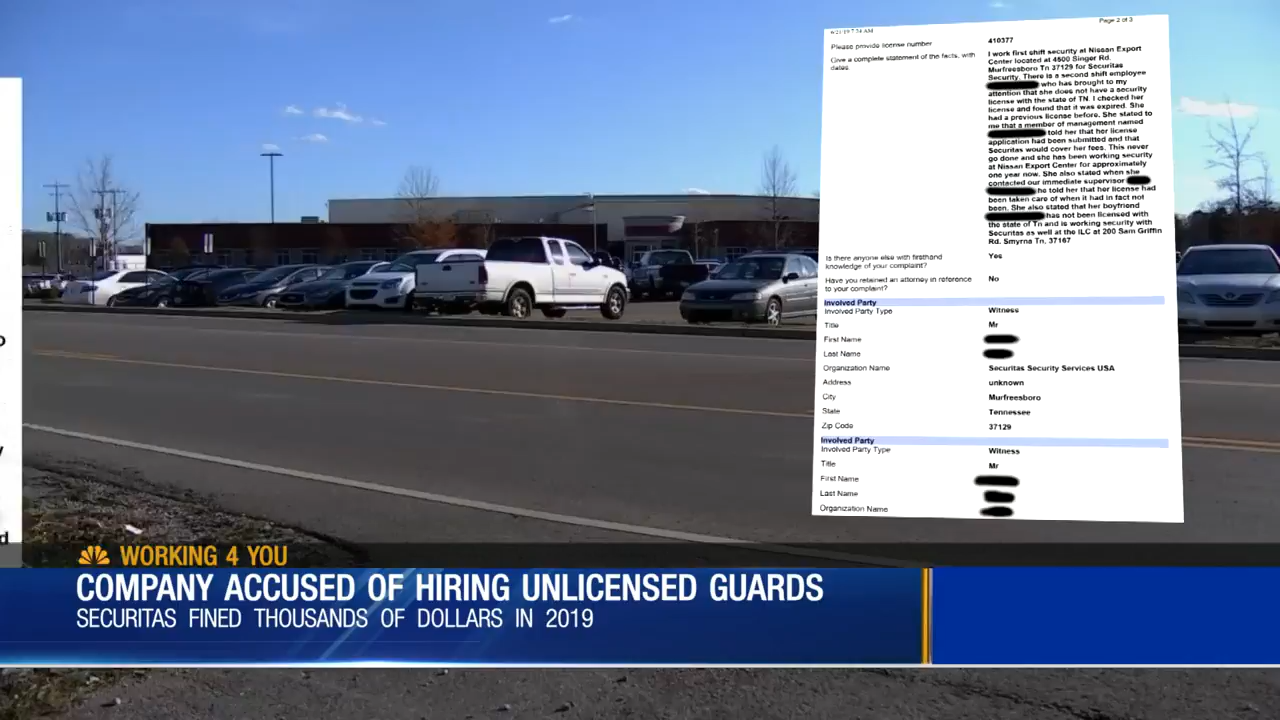 6/21/19 7:34 AM
Page 2 of 3
Please provide license number
410377
Give a complete statement of the facts, with
dates.
I work first shift security at Nissan Export
Center located at 4500 Singer Rd.
Murfreesboro Tn 37129 for Securitas
Security. There is a second shift employee
who has brought to my
attention that she does not have a security
license with the state of TN. I checked her
license and found that it was expired. She
had a previous license before. She stated to
me that a member of management named
told her that her license
application had been submitted and that
Securitas would cover her fees. This never
go done and she has been working security
at Nissan Export Center for approximately
one year now. She also stated when she
contacted our immediate supervisor
he told her that her license had
been taken care of when it had in fact not
been. She also stated that her boyfriend
has not been licensed with
the state of Tn and is working security with
Securitas as well at the ILC at 200 Sam Griffin
Rd. Smyrna Tn, 37167
Is there anyone else with firsthand
knowledge of your complaint?
Yes
Have you retained an attorney in reference
to your complaint?
No
Involved Party
Involved Party Type
Witness
Title
Mr
First Name
Last Name
Organization Name
Securitas Security Services USA
Address
unknown
City
Murfreesboro
State
Tennessee
Zip Code
37129
Involved Party
Involved Party Type
Witness
Title
Mr
First Name
Last Name
Organization Name
WORKING 4 YOU
COMPANY ACCUSED OF HIRING UNLICENSED GUARDS
SECURITAS FINED THOUSANDS OF DOLLARS IN 2019